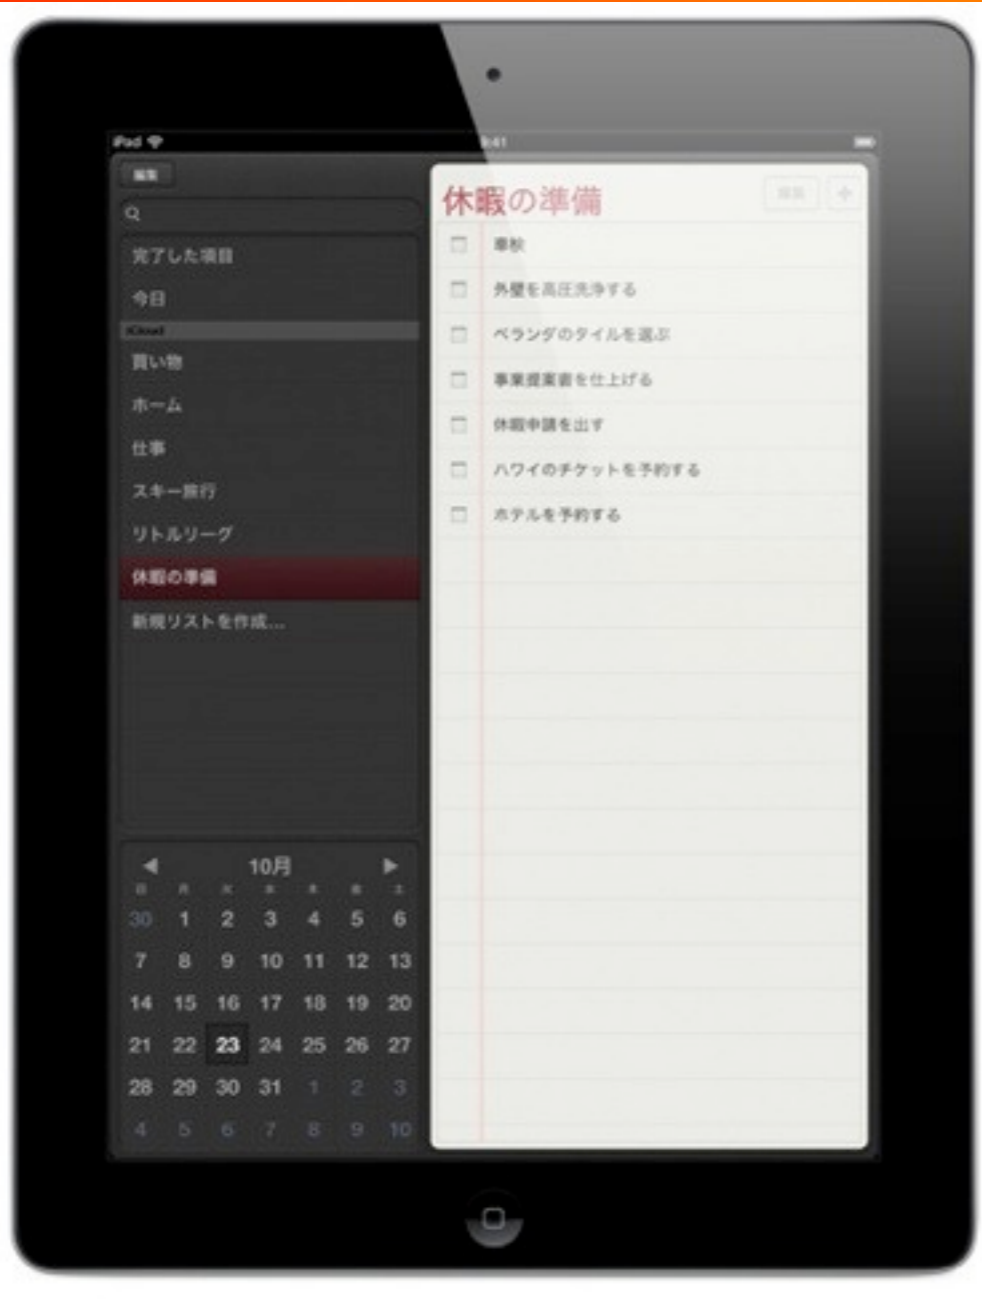 iPad
9:41
編集
完了した項目
今日
iCloud
買い物
ホーム
仕事
スキー旅行
リトルリーグ
休暇の準備
新規リストを作成...
10月
日 月 火 水 木 金 土
30 1 2 3 4 5 6
7 8 9 10 11 12 13
14 15 16 17 18 19 20
21 22 23 24 25 26 27
28 29 30 31 1 2 3
4 5 6 7 8 9 10
休暇の準備
編集
車検
外壁を高圧洗浄する
ベランダのタイルを選ぶ
事業提案書を仕上げる
休暇申請を出す
ハワイのチケットを予約する
ホテルを予約する